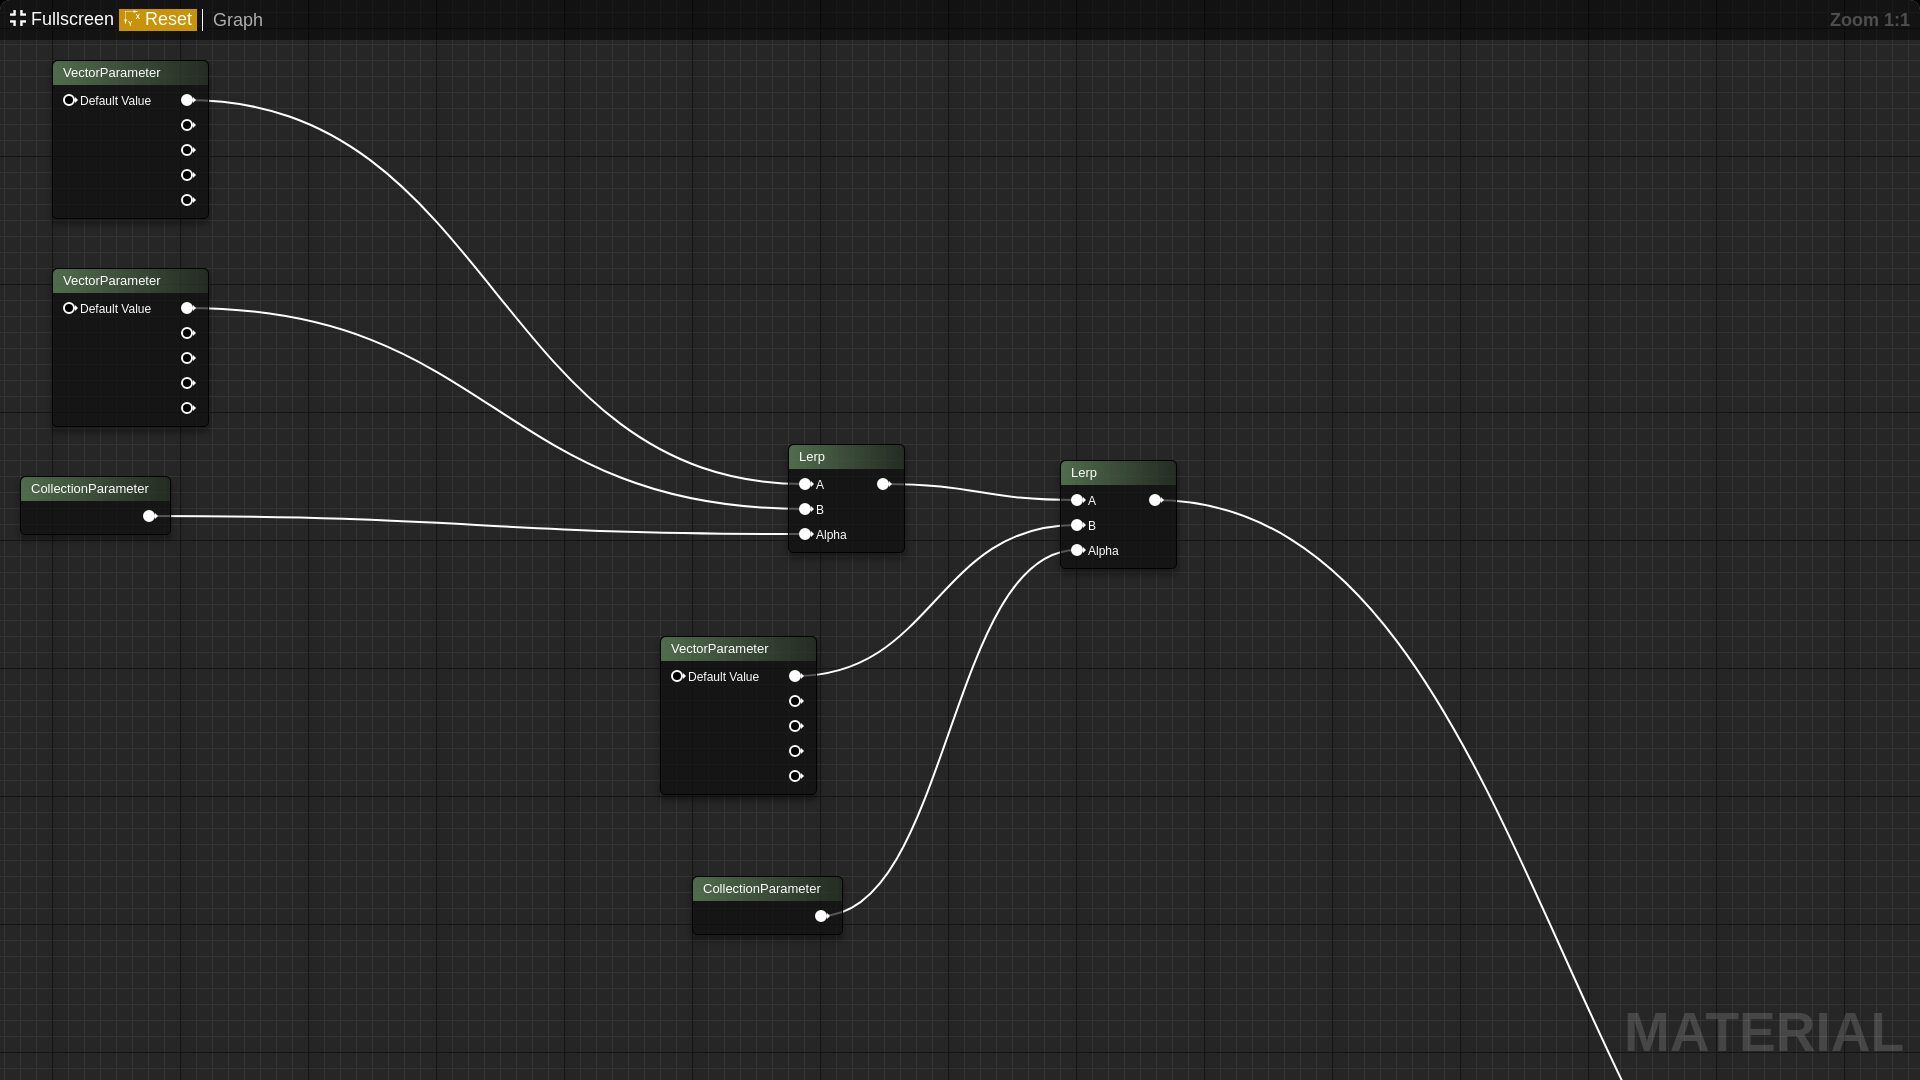 Fullscreen Reset Graph Zoom 1:1
VectorParameter
Default Value
VectorParameter
Default Value
CollectionParameter
Lerp
A
B
Alpha
Lerp
A
B
Alpha
VectorParameter
Default Value
CollectionParameter
MATERIAL